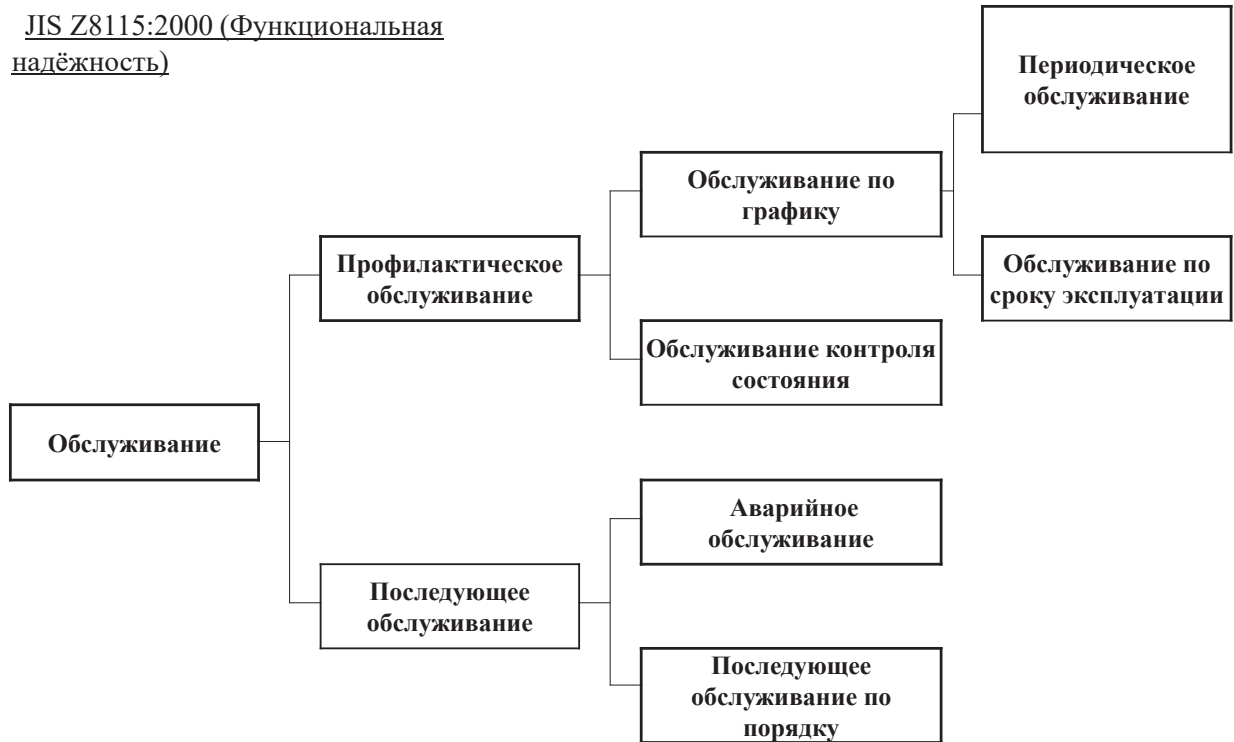 JIS Z8115:2000 (Функциональная
надёжность)
Периодическое
обслуживание
Обслуживание по
графику
Обслуживание по
сроку эксплуатации
Профилактическое
обслуживание
Обслуживание контроля
состояния
Обслуживание
Аварийное
обслуживание
Последующее
обслуживание
Последующее
обслуживание по
порядку